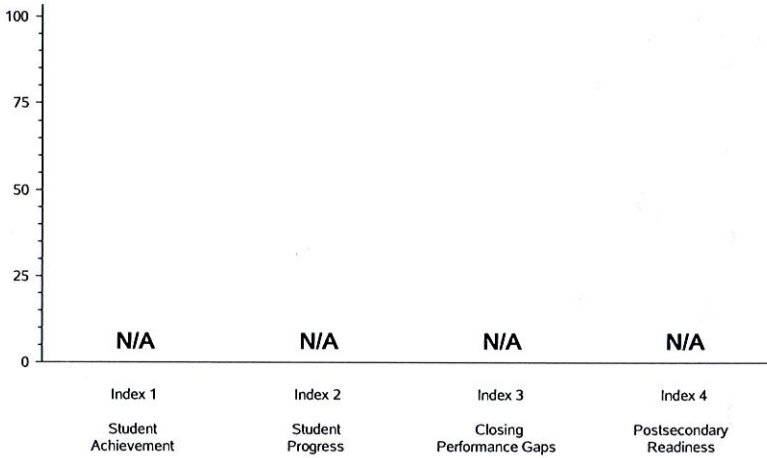 100
75
50
25
0
N/A N/A N/A N/A
Index 1 Index 2 Index 3 Index 4
Student Achievement
Student Progress
Closing Performance Gaps
Postsecondary Readiness